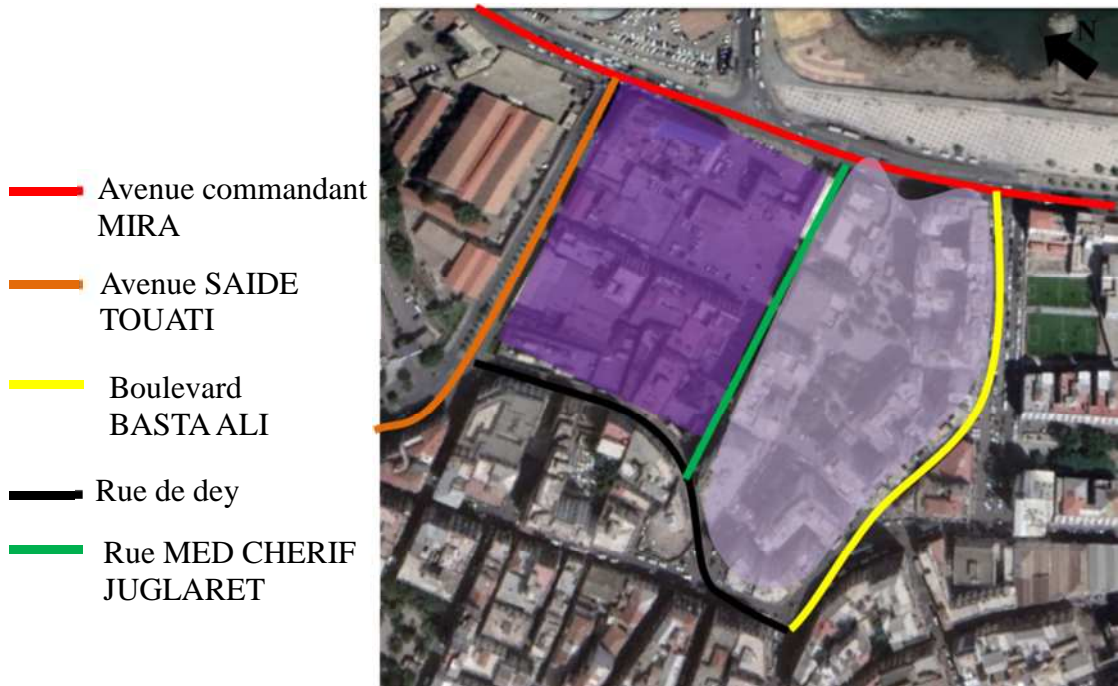 Avenue commandant
MIRA
Avenue SAIDE
TOUATI
Boulevard
BASTA ALI
Rue de dey
Rue MED CHERIF
JUGLARET
N